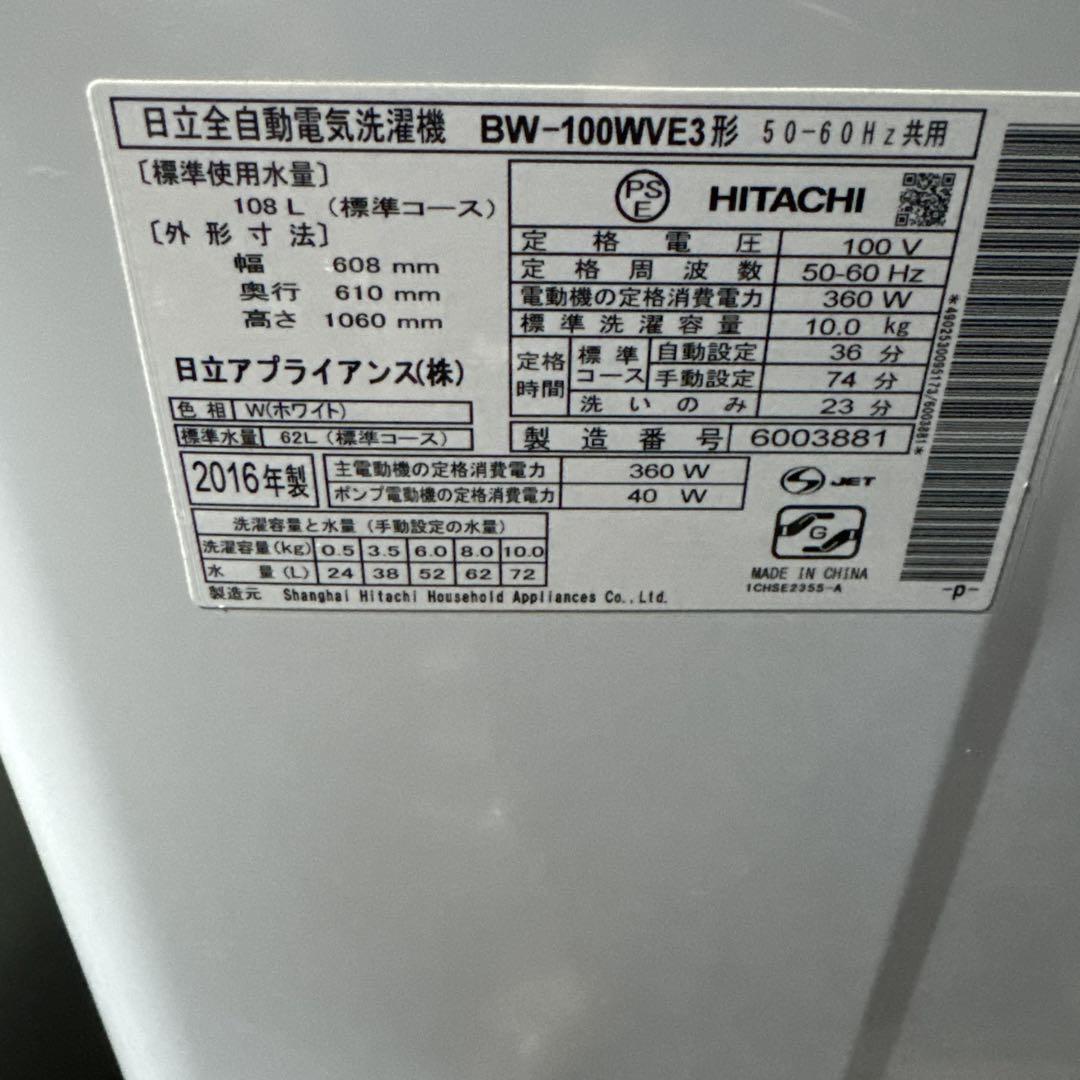 日立全自動電気洗濯機 BW-100WVE3形 50-60Hz共用
〔標準使用水量〕
108 L （標準コース）
〔外形寸法〕
幅 608 mm
奥行 610 mm
高さ 1060 mm
日立アプライアンス(株)
色相 W(ホワイト)
標準水量 62L（標準コース）
PSE HITACHI
定格電圧 100 V
定格周波数 50-60 Hz
電動機の定格消費電力 360 W
標準洗濯容量 10.0 kg
定格時間 標準コース 自動設定 36 分
手動設定 74 分
洗いのみ 23 分
製造番号 6003881
2016年製
主電動機の定格消費電力 360 W
ポンプ電動機の定格消費電力 40 W
S JET
G
洗濯容量と水量（手動設定の水量）
洗濯容量(kg) 0.5 3.5 6.0 8.0 10.0
水量(L) 24 38 52 62 72
製造元 Shanghai Hitachi Household Appliances Co.,Ltd.
MADE IN CHINA
1CHSE2355-A
-p-